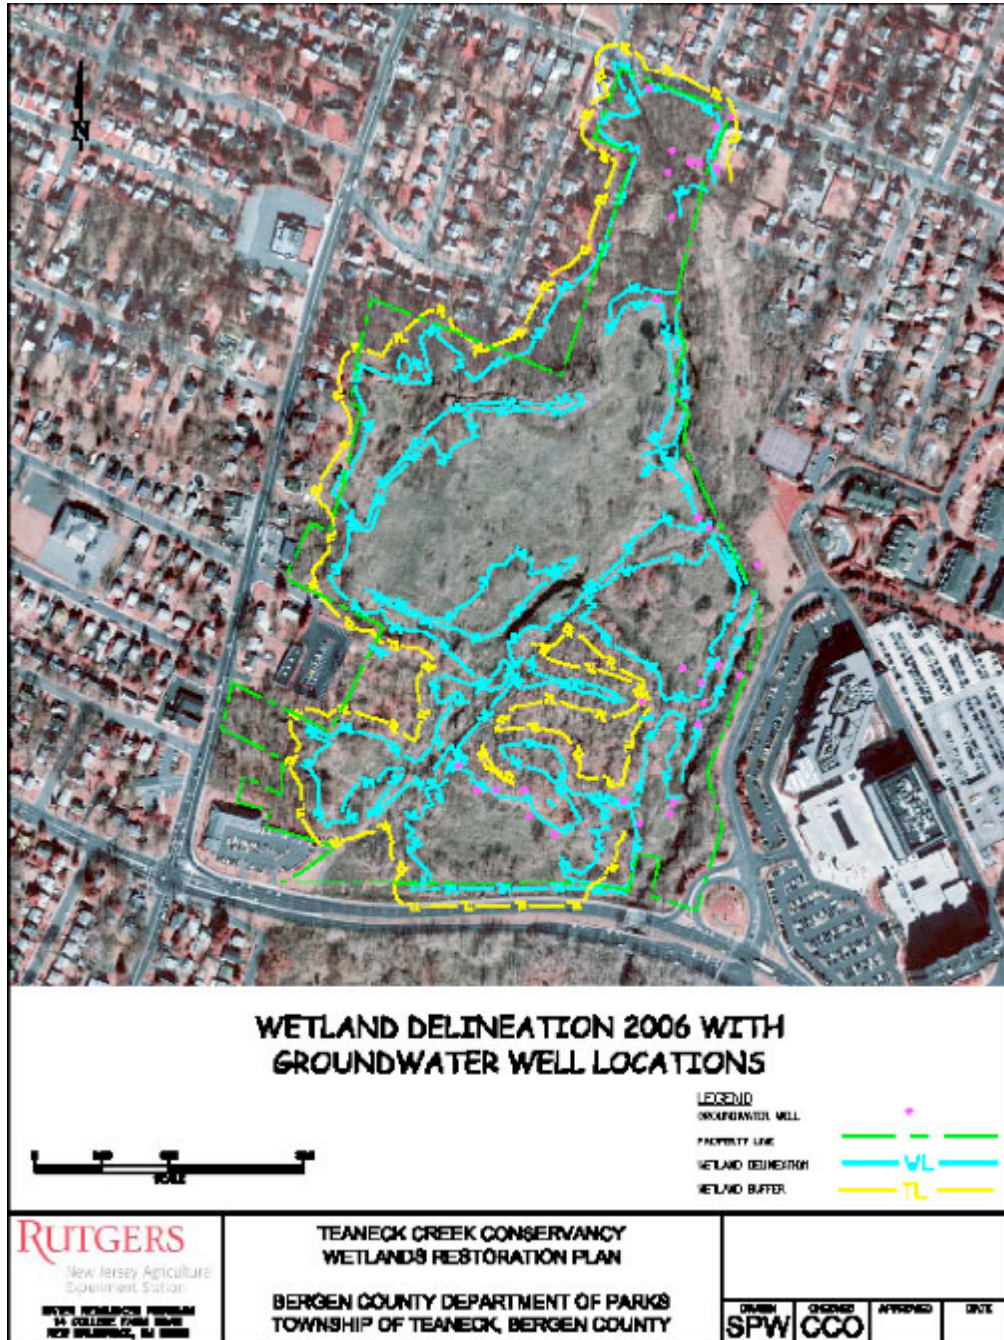 N
WETLAND DELINEATION 2006 WITH
GROUNDWATER WELL LOCATIONS
LEGEND
GROUNDWATER WELL
PROPERTY LINE
WETLAND DELINEATION
WL
WETLAND BUFFER
TL
SCALE
RUTGERS
New Jersey Agricultural
Experiment Station
TEANECK CREEK CONSERVANCY
WETLANDS RESTORATION PLAN
BERGEN COUNTY DEPARTMENT OF PARKS
TOWNSHIP OF TEANECK, BERGEN COUNTY
DRAWN
CHECKED
APPROVED
DATE
SPW
CCO